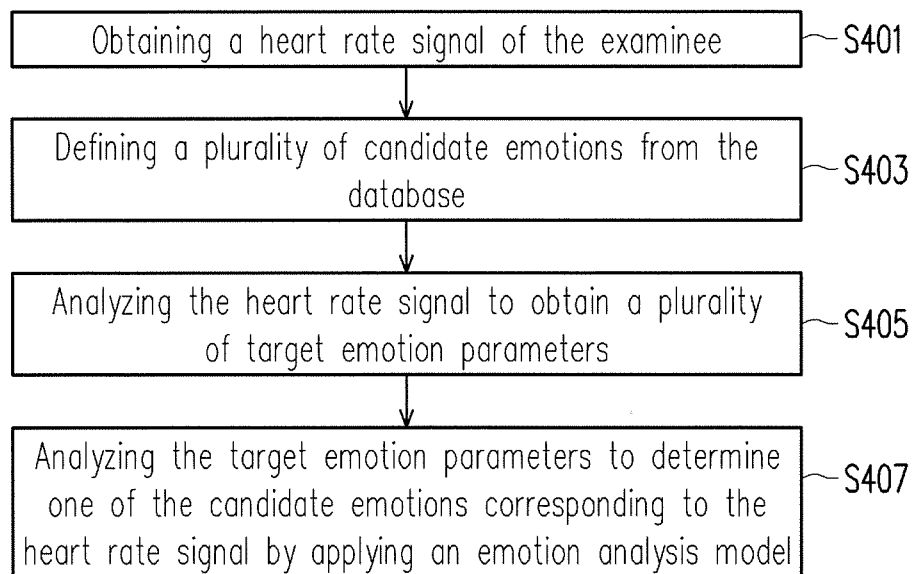 Obtaining a heart rate signal of the examinee
S401
Defining a plurality of candidate emotions from the
database
S403
Analyzing the heart rate signal to obtain a plurality
of target emotion parameters
S405
Analyzing the target emotion parameters to determine
one of the candidate emotions corresponding to the
heart rate signal by applying an emotion analysis model
S407